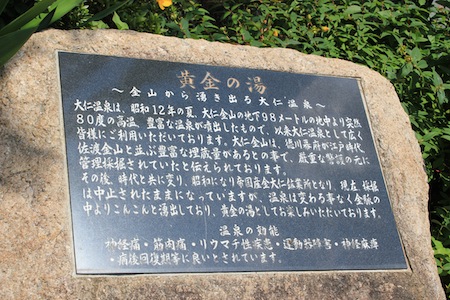 黄金の湯
～金山から湧き出る大仁温泉～
大仁温泉は、昭和12年の夏、大仁金山の地下98メートルの地中より突然
80度の高温、豊富な温泉が噴出したもので、以来大仁温泉として広く
皆様にご利用いただいております。大仁金山は、徳川幕府が江戸時代
佐渡金山と並ぶ豊富な埋蔵量があるとの事で、厳重な警護の元に
管理採掘されていたと伝えられております。
その後、時代と共に変り、昭和になり帝国産金大仁鉱業所となり、現在、採掘
は中止されたままになっていますが、温泉は変わる事なく金脈の
中よりこんこんと湧出しており、黄金の湯としてお楽しみいただいております。
温泉の効能
神経痛・筋肉痛・リウマチ性疾患・運動器障害・神経麻痺
・病後回復期等に良いとされています。